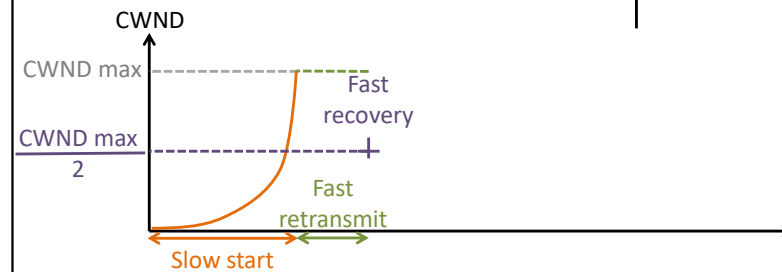 CWND
CWND max
Fast
recovery
CWND max
2
Fast
retransmit
Slow start